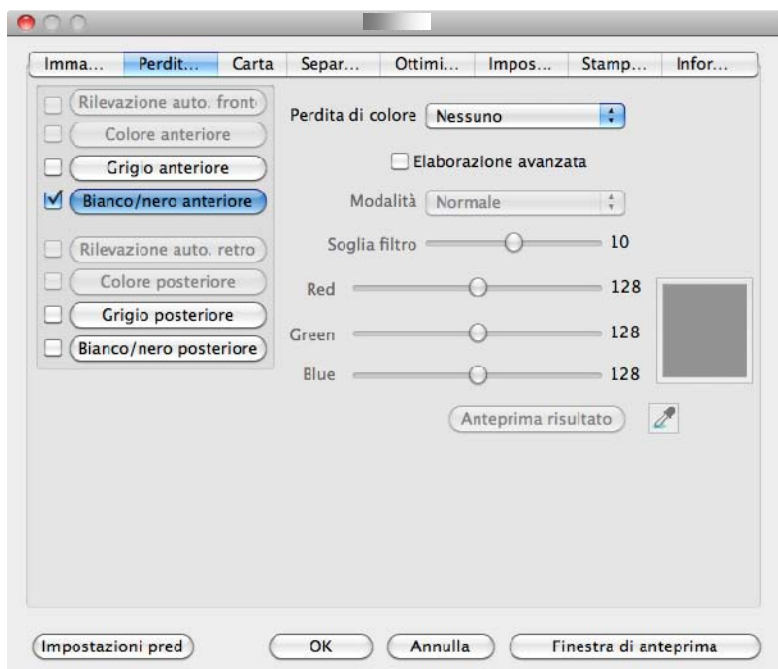 Imma... Perdit... Carta Separ... Ottimi... Impos... Stamp... Infor...
Rilevazione auto. front
Colore anteriore
Grigio anteriore
Bianco/nero anteriore
Rilevazione auto. retro
Colore posteriore
Grigio posteriore
Bianco/nero posteriore
Perdita di colore Nessuno
Elaborazione avanzata
Modalità Normale
Soglia filtro 10
Red 128
Green 128
Blue 128
Anteprima risultato
Impostazioni pred OK Annulla Finestra di anteprima